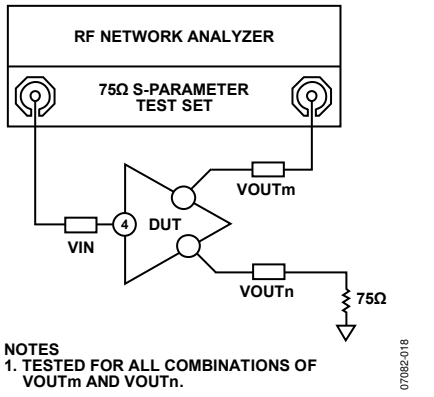 RF NETWORK ANALYZER
75Ω S-PARAMETER
TEST SET
VOUTm
4
DUT
VIN
VOUTn
75Ω
NOTES
1. TESTED FOR ALL COMBINATIONS OF
VOUTm AND VOUTn.
07082-018